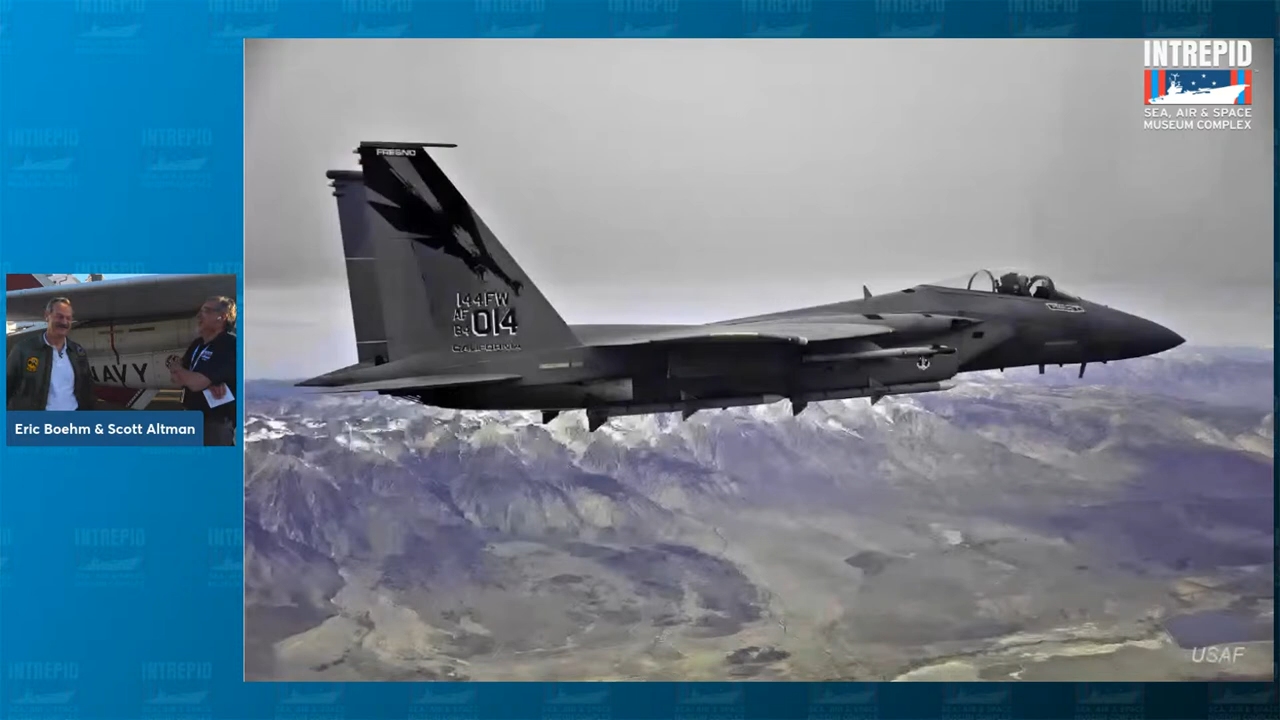 INTREPID
SEA, AIR & SPACE
MUSEUM COMPLEX
FRESNO
144FW
AF
84
014
CALIFORNIA
NAVY
Eric Boehm & Scott Altman
USAF